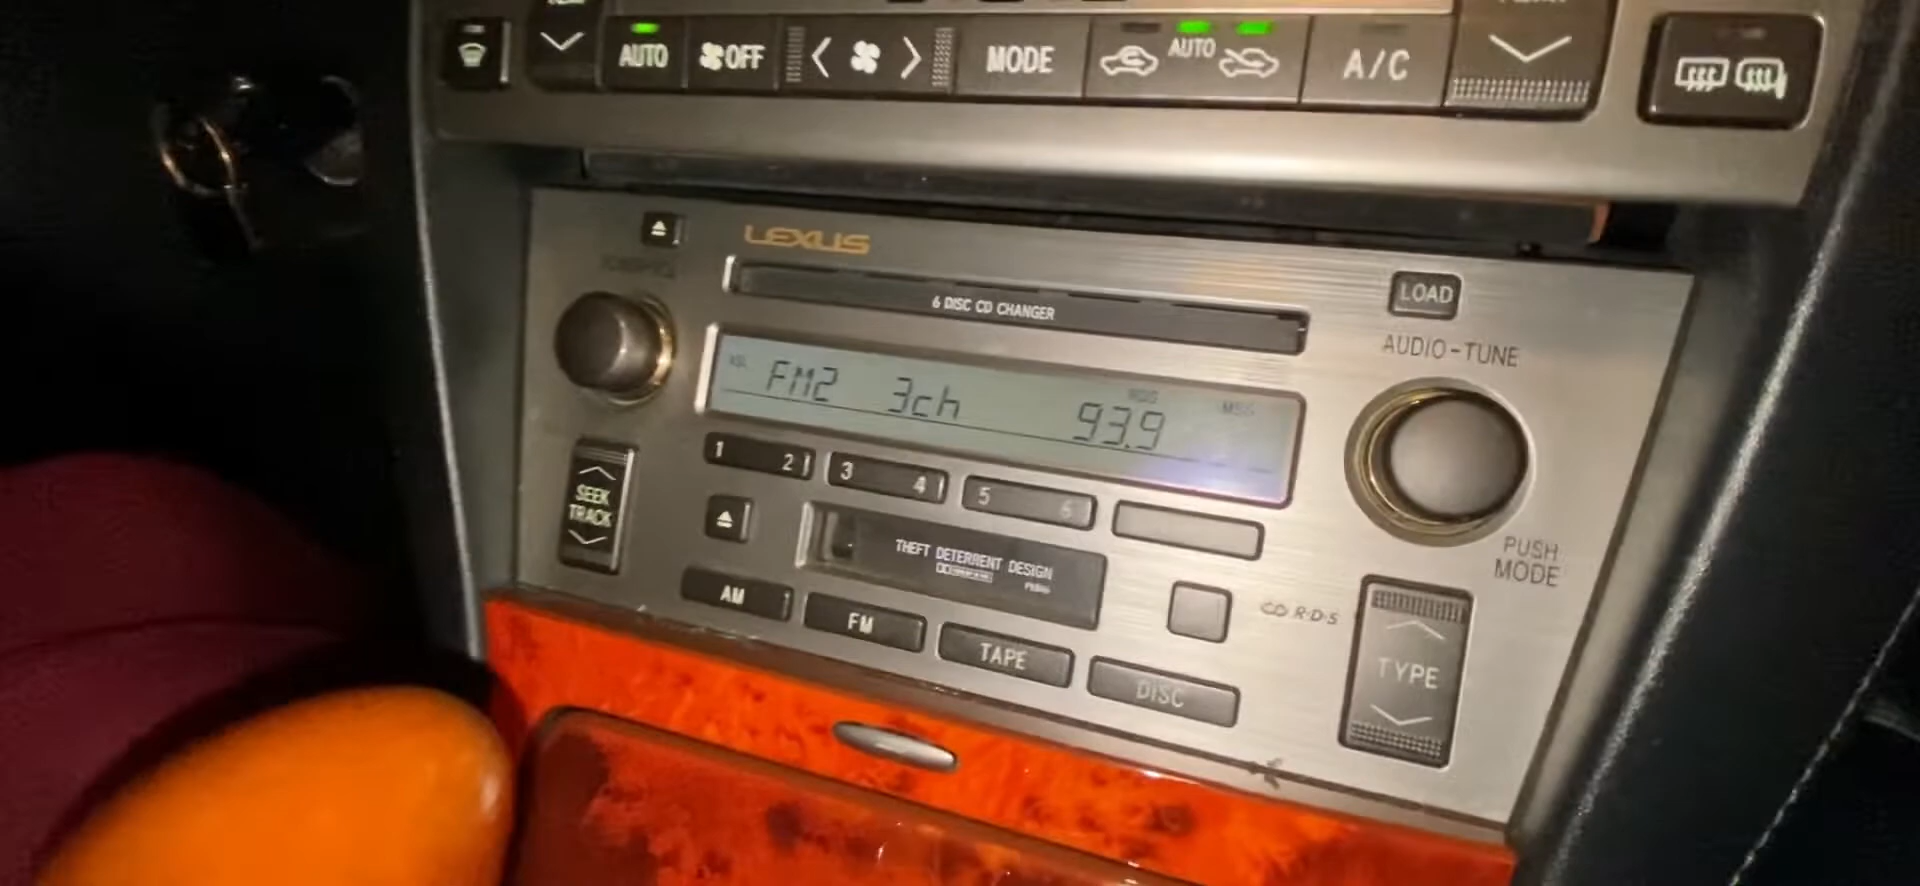 AUTO
OFF
MODE
AUTO
A/C
LEXUS
LOAD
6 DISC CD CHANGER
AUDIO-TUNE
FM2 3ch 93.9
1 2 3 4 5 6
SEEK
TRACK
THEFT DETERRENT DESIGN
PUSH
MODE
AM
FM
TAPE
DISC
CD R·D·S
TYPE